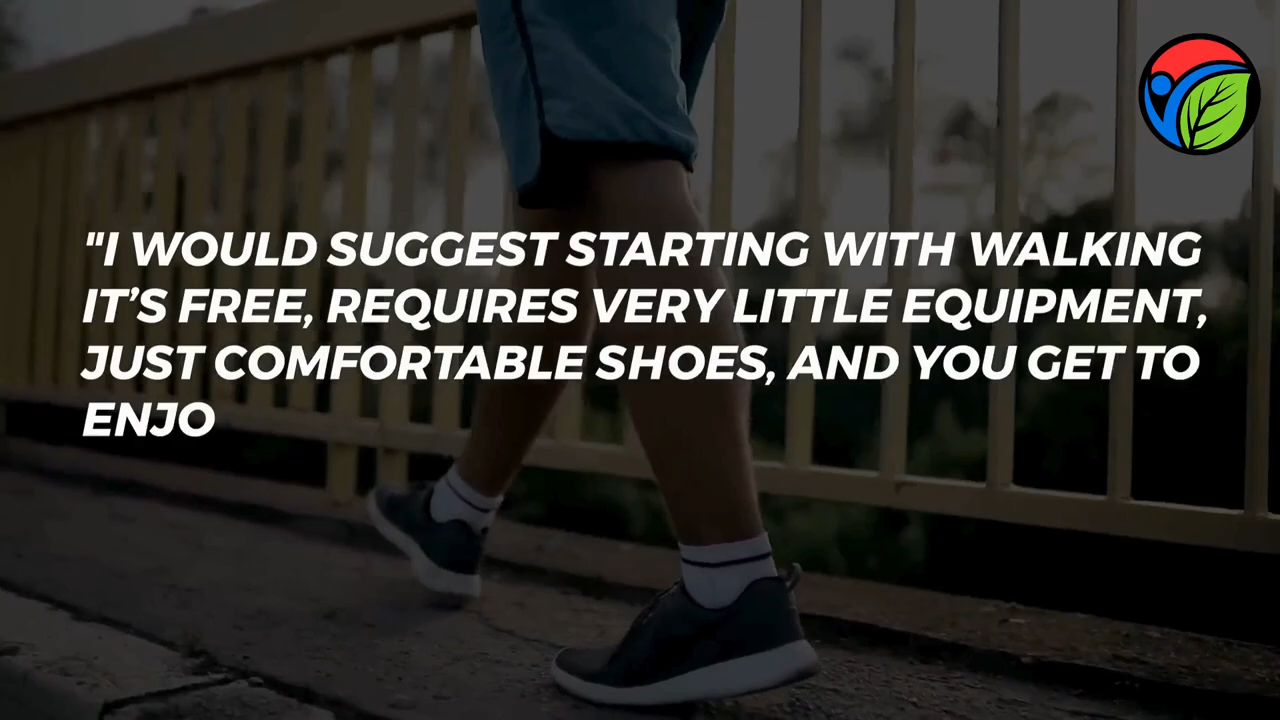 "I WOULD SUGGEST STARTING WITH WALKING
IT’S FREE, REQUIRES VERY LITTLE EQUIPMENT,
JUST COMFORTABLE SHOES, AND YOU GET TO
ENJO